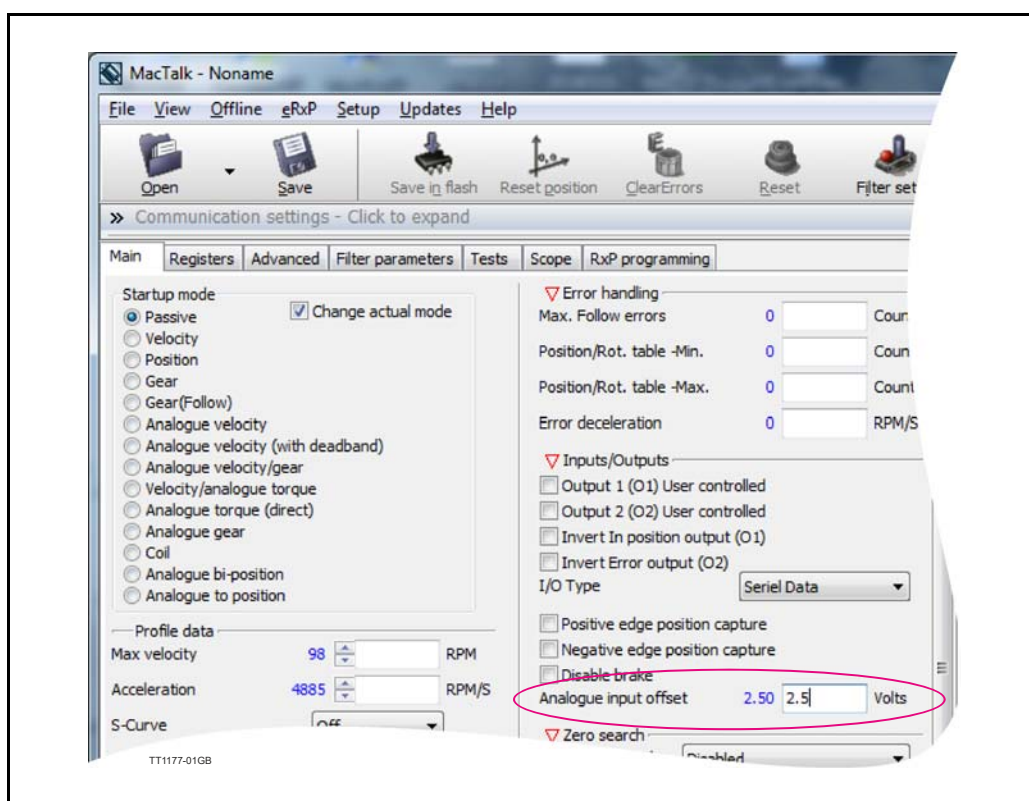 MacTalk - Noname
File View Offline eRxP Setup Updates Help
Open Save Save in flash Reset position ClearErrors Reset Filter set
» Communication settings - Click to expand
Main Registers Advanced Filter parameters Tests Scope RxP programming
Startup mode
Change actual mode
Passive
Velocity
Position
Gear
Gear(Follow)
Analogue velocity
Analogue velocity (with deadband)
Analogue velocity/gear
Velocity/analogue torque
Analogue torque (direct)
Analogue gear
Coil
Analogue bi-position
Analogue to position
Profile data
Max velocity 98 RPM
Acceleration 4885 RPM/S
S-Curve Off
Error handling
Max. Follow errors 0 Coun
Position/Rot. table -Min. 0 Coun
Position/Rot. table -Max. 0 Count
Error deceleration 0 RPM/S
Inputs/Outputs
Output 1 (O1) User controlled
Output 2 (O2) User controlled
Invert In position output (O1)
Invert Error output (O2)
I/O Type Seriel Data
Positive edge position capture
Negative edge position capture
Disable brake
Analogue input offset 2.50 2.5 Volts
Zero search
Disabled
TT1177-01GB